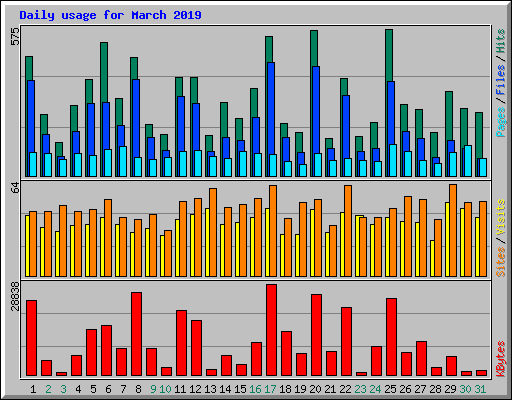 Daily usage for March 2019
575
Pages / Files / Hits
64
Sites / Visits
28838
KBytes
1 2 3 4 5 6 7 8 9 10 11 12 13 14 15 16 17 18 19 20 21 22 23 24 25 26 27 28 29 30 31